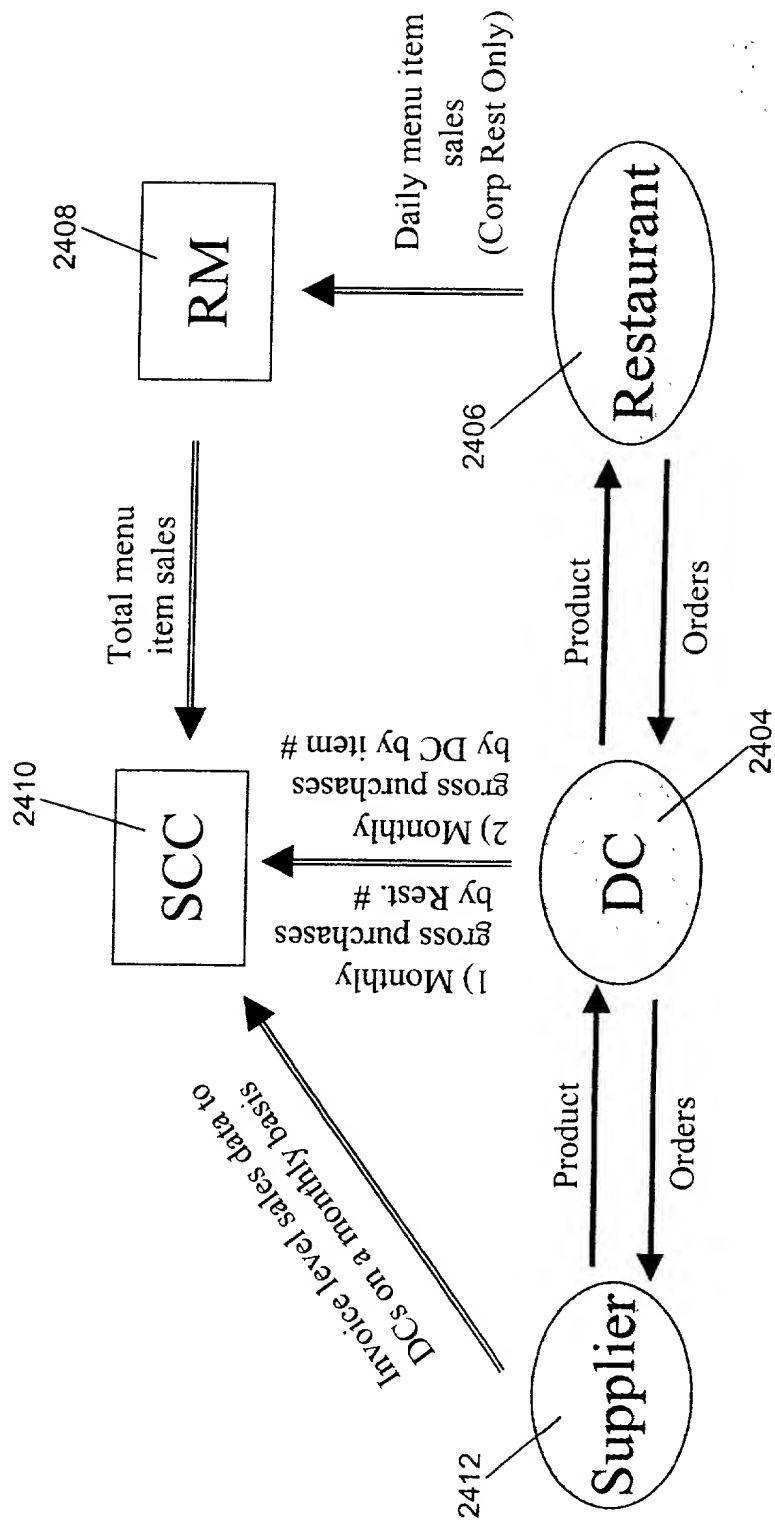 2408
RM
Daily menu item
sales
(Corp Rest Only)
Total menu
item sales
2410
SCC
1) Monthly
gross purchases
by Rest. #
2) Monthly
gross purchases
by DC by item #
Invoice level sales data to
DCs on a monthly basis
2406
Restaurant
Product
Orders
2404
DC
Product
Orders
2412
Supplier